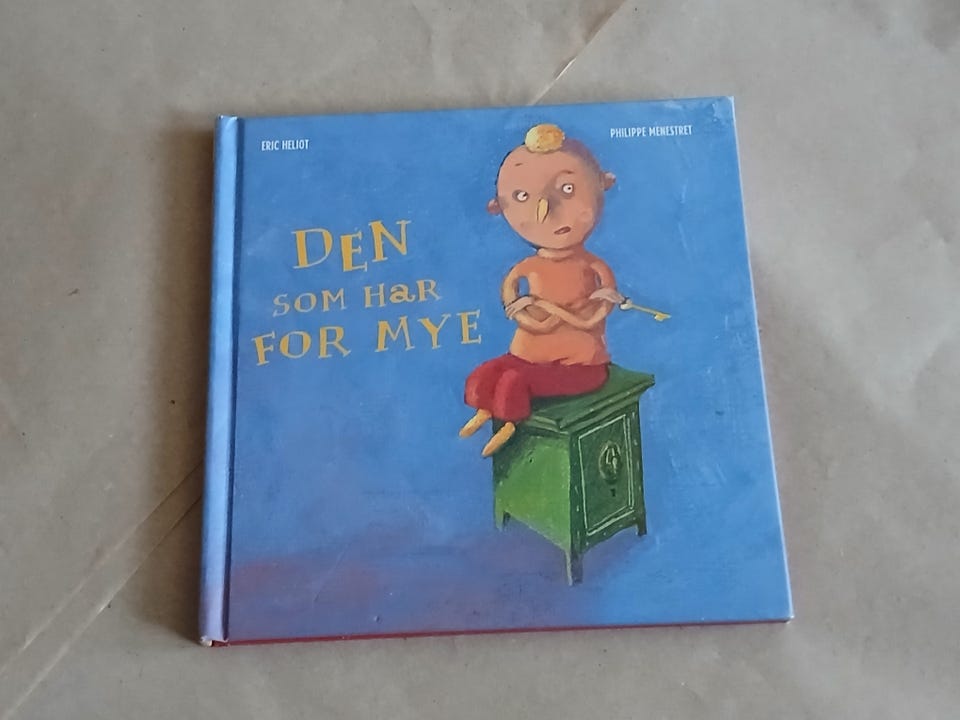 ERIC HELIOT
PHILIPPE MENESTRET
DEN
SOM HaR
FOR MYE